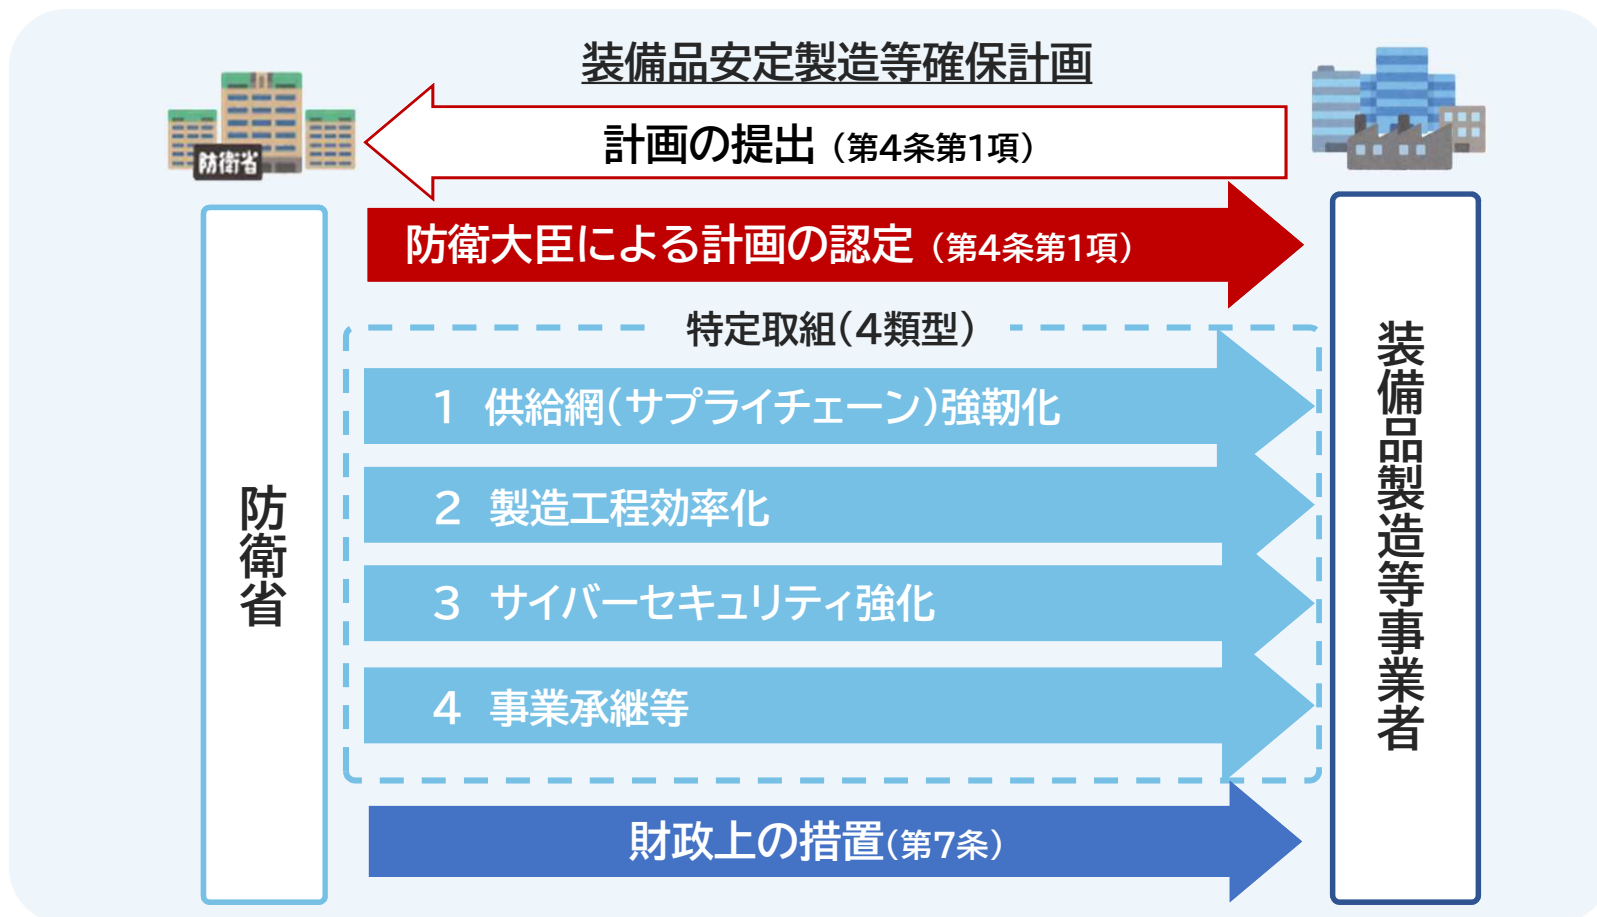 装備品安定製造等確保計画
防衛省
計画の提出（第4条第1項）
防衛大臣による計画の認定（第4条第1項）
特定取組（4類型）
1 供給網（サプライチェーン）強靭化
2 製造工程効率化
3 サイバーセキュリティ強化
4 事業承継等
財政上の措置（第7条）
防衛省
装備品製造等事業者